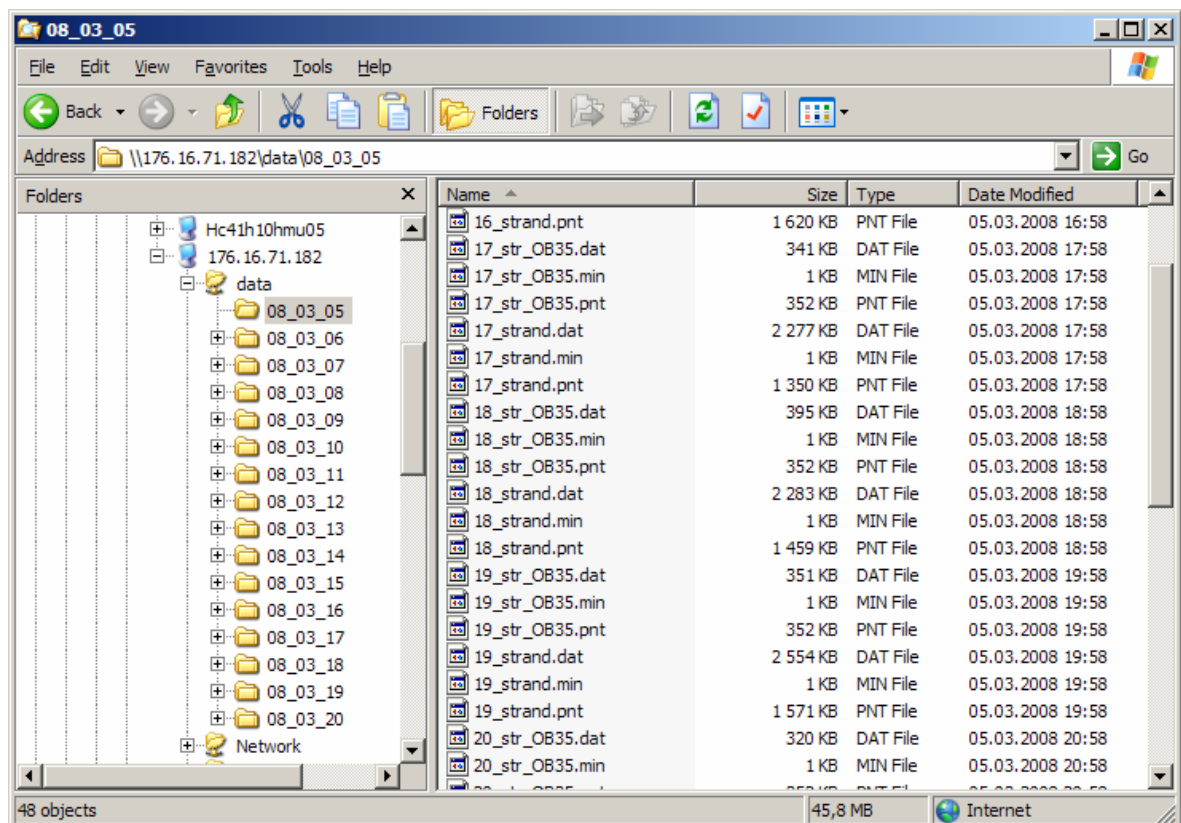 08_03_05
File Edit View Favorites Tools Help
Back Folders
Address \\176.16.71.182\data\08_03_05 Go
Folders
Hc41h10hmu05
176.16.71.182
data
08_03_05
08_03_06
08_03_07
08_03_08
08_03_09
08_03_10
08_03_11
08_03_12
08_03_13
08_03_14
08_03_15
08_03_16
08_03_17
08_03_18
08_03_19
08_03_20
Network
Name Size Type Date Modified
16_strand.pnt 1 620 KB PNT File 05.03.2008 16:58
17_str_OB35.dat 341 KB DAT File 05.03.2008 17:58
17_str_OB35.min 1 KB MIN File 05.03.2008 17:58
17_str_OB35.pnt 352 KB PNT File 05.03.2008 17:58
17_strand.dat 2 277 KB DAT File 05.03.2008 17:58
17_strand.min 1 KB MIN File 05.03.2008 17:58
17_strand.pnt 1 350 KB PNT File 05.03.2008 17:58
18_str_OB35.dat 395 KB DAT File 05.03.2008 18:58
18_str_OB35.min 1 KB MIN File 05.03.2008 18:58
18_str_OB35.pnt 352 KB PNT File 05.03.2008 18:58
18_strand.dat 2 283 KB DAT File 05.03.2008 18:58
18_strand.min 1 KB MIN File 05.03.2008 18:58
18_strand.pnt 1 459 KB PNT File 05.03.2008 18:58
19_str_OB35.dat 351 KB DAT File 05.03.2008 19:58
19_str_OB35.min 1 KB MIN File 05.03.2008 19:58
19_str_OB35.pnt 352 KB PNT File 05.03.2008 19:58
19_strand.dat 2 554 KB DAT File 05.03.2008 19:58
19_strand.min 1 KB MIN File 05.03.2008 19:58
19_strand.pnt 1 571 KB PNT File 05.03.2008 19:58
20_str_OB35.dat 320 KB DAT File 05.03.2008 20:58
20_str_OB35.min 1 KB MIN File 05.03.2008 20:58
48 objects 45,8 MB Internet